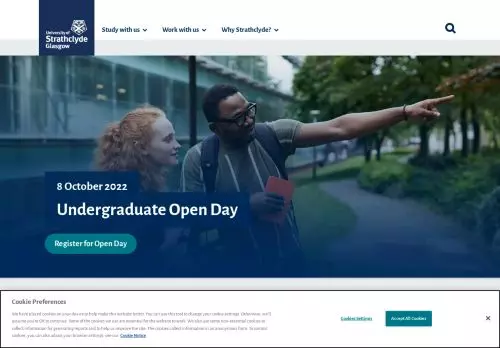 University of
Strathclyde
Glasgow
Study with us
Work with us
Why Strathclyde?
8 October 2022
Undergraduate Open Day
Register for Open Day
Cookie Preferences
We have placed cookies on your device to help make this website better. You can use this tool to change your cookie settings. Otherwise, we'll
assume you're OK to continue. Some of the cookies we use are essential for the website to work. We also use some non-essential cookies to
collect information for generating reports and to help us improve the site. The cookies collect information in an anonymous form. To control
cookies, you can also adjust your browser settings, see our Cookie Notice
Cookies Settings
Accept All Cookies